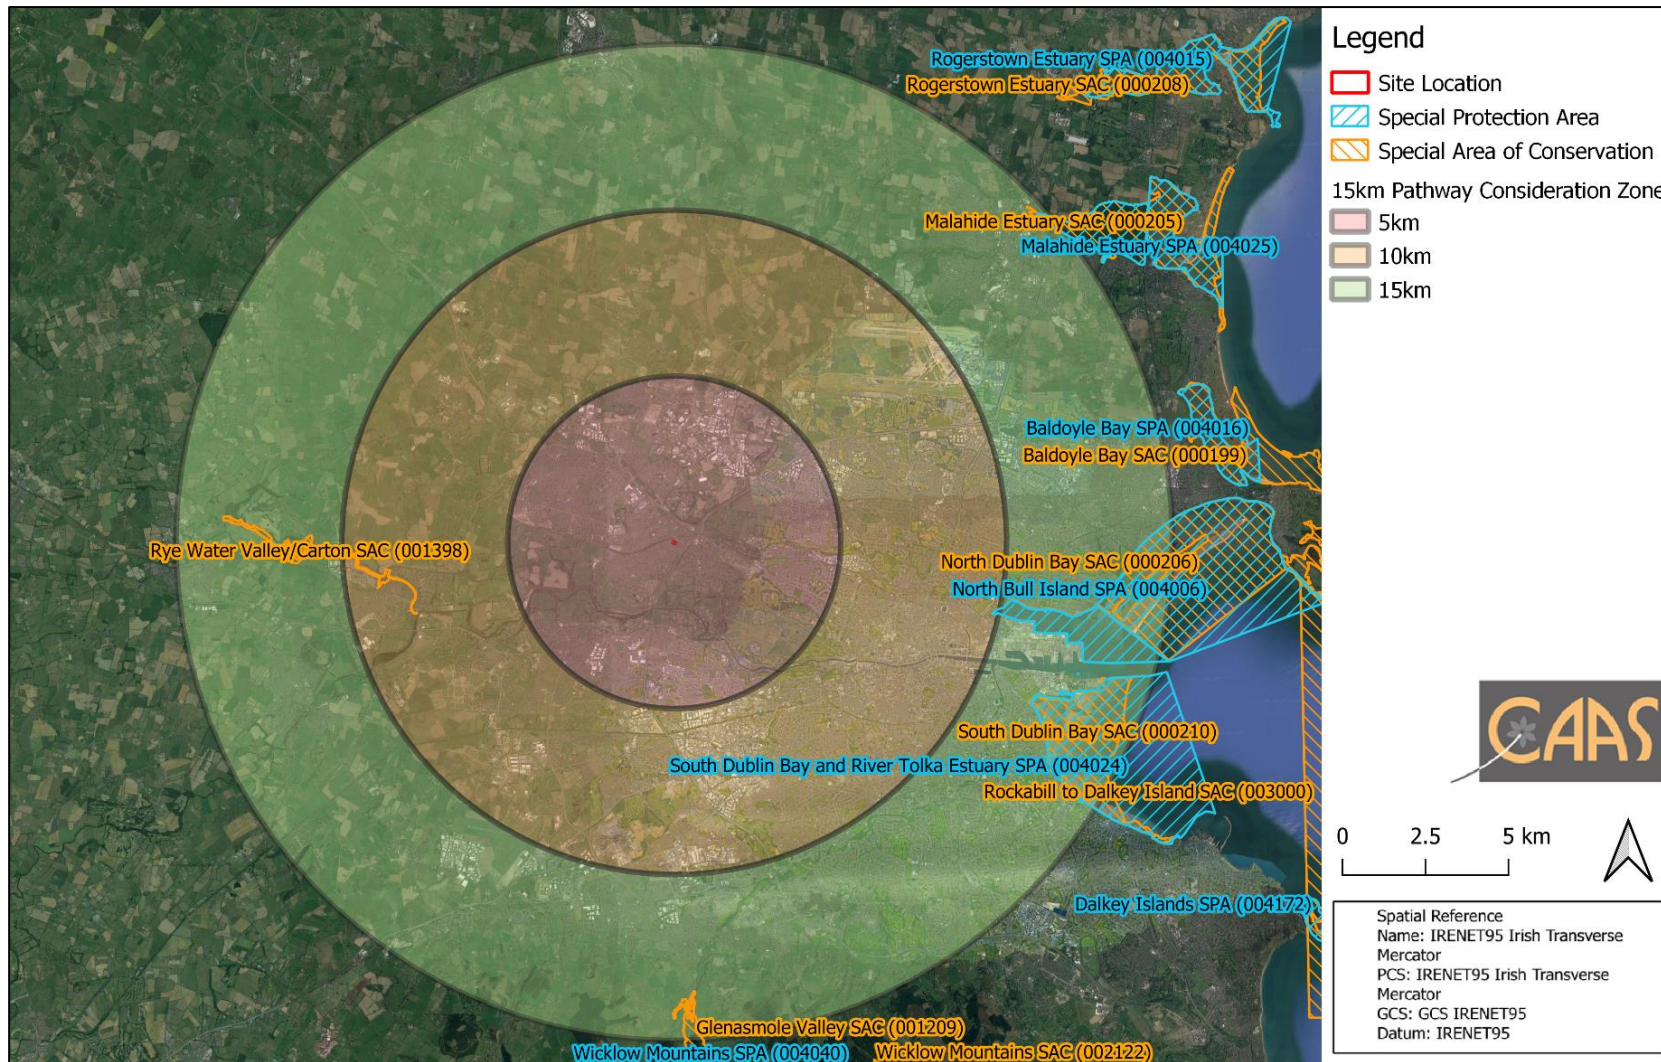 Rogerstown Estuary SPA (004015)
Rogerstown Estuary SAC (000208)
Malahide Estuary SAC (000205)
Malahide Estuary SPA (004025)
Baldoyle Bay SPA (004016)
Baldoyle Bay SAC (000199)
Rye Water Valley/Carton SAC (001398)
North Dublin Bay SAC (000206)
North Bull Island SPA (004006)
South Dublin Bay SAC (000210)
South Dublin Bay and River Tolka Estuary SPA (004024)
Rockabill to Dalkey Island SAC (003000)
Dalkey Islands SPA (004172)
Glenasmole Valley SAC (001209)
Wicklow Mountains SPA (004040)
Wicklow Mountains SAC (002122)
Legend
Site Location
Special Protection Area
Special Area of Conservation
15km Pathway Consideration Zone
5km
10km
15km
CAAS
0 2.5 5 km
Spatial Reference
Name: IRENET95 Irish Transverse
Mercator
PCS: IRENET95 Irish Transverse
Mercator
GCS: GCS IRENET95
Datum: IRENET95